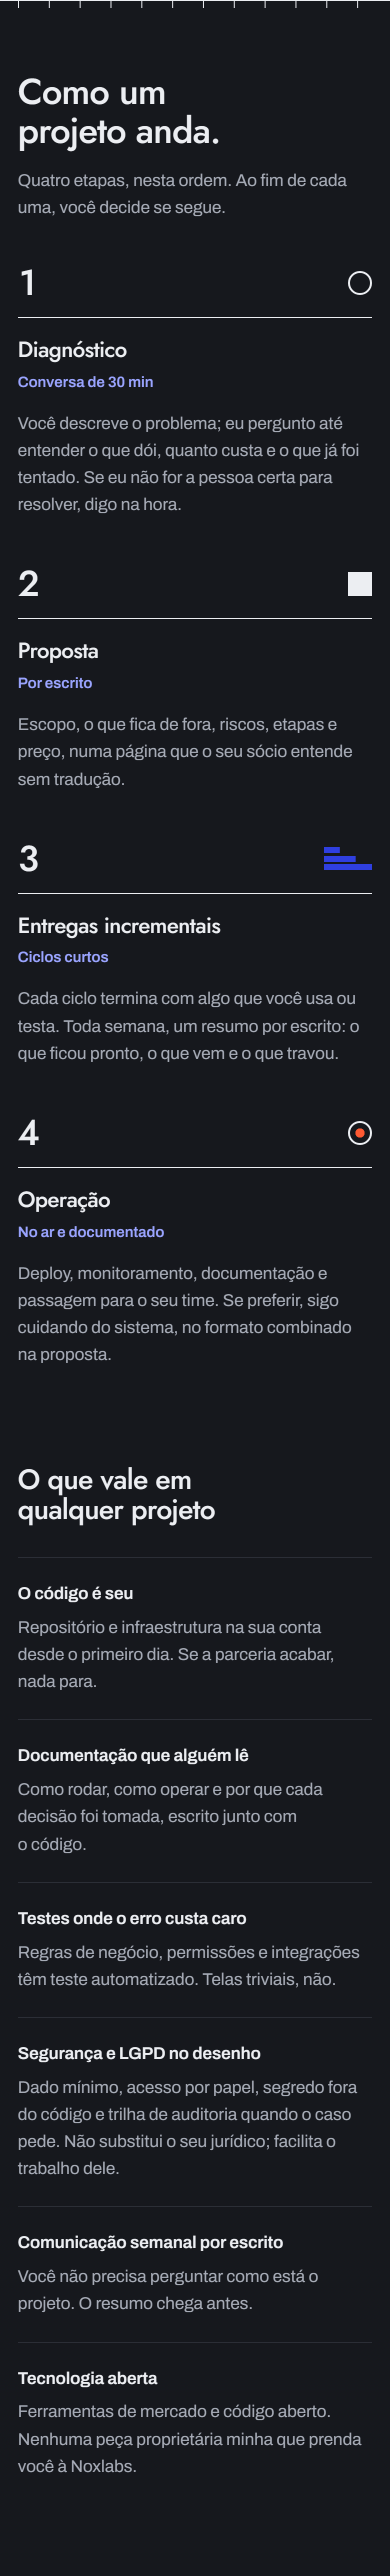 Como um
projeto anda.
Quatro etapas, nesta ordem. Ao fim de cada
uma, você decide se segue.
1
Diagnóstico
Conversa de 30 min
Você descreve o problema; eu pergunto até
entender o que dói, quanto custa e o que já foi
tentado. Se eu não for a pessoa certa para
resolver, digo na hora.
2
Proposta
Por escrito
Escopo, o que fica de fora, riscos, etapas e
preço, numa página que o seu sócio entende
sem tradução.
3
Entregas incrementais
Ciclos curtos
Cada ciclo termina com algo que você usa ou
testa. Toda semana, um resumo por escrito: o
que ficou pronto, o que vem e o que travou.
4
Operação
No ar e documentado
Deploy, monitoramento, documentação e
passagem para o seu time. Se preferir, sigo
cuidando do sistema, no formato combinado
na proposta.
O que vale em
qualquer projeto
O código é seu
Repositório e infraestrutura na sua conta
desde o primeiro dia. Se a parceria acabar,
nada para.
Documentação que alguém lê
Como rodar, como operar e por que cada
decisão foi tomada, escrito junto com
o código.
Testes onde o erro custa caro
Regras de negócio, permissões e integrações
têm teste automatizado. Telas triviais, não.
Segurança e LGPD no desenho
Dado mínimo, acesso por papel, segredo fora
do código e trilha de auditoria quando o caso
pede. Não substitui o seu jurídico; facilita o
trabalho dele.
Comunicação semanal por escrito
Você não precisa perguntar como está o
projeto. O resumo chega antes.
Tecnologia aberta
Ferramentas de mercado e código aberto.
Nenhuma peça proprietária minha que prenda
você à Noxlabs.